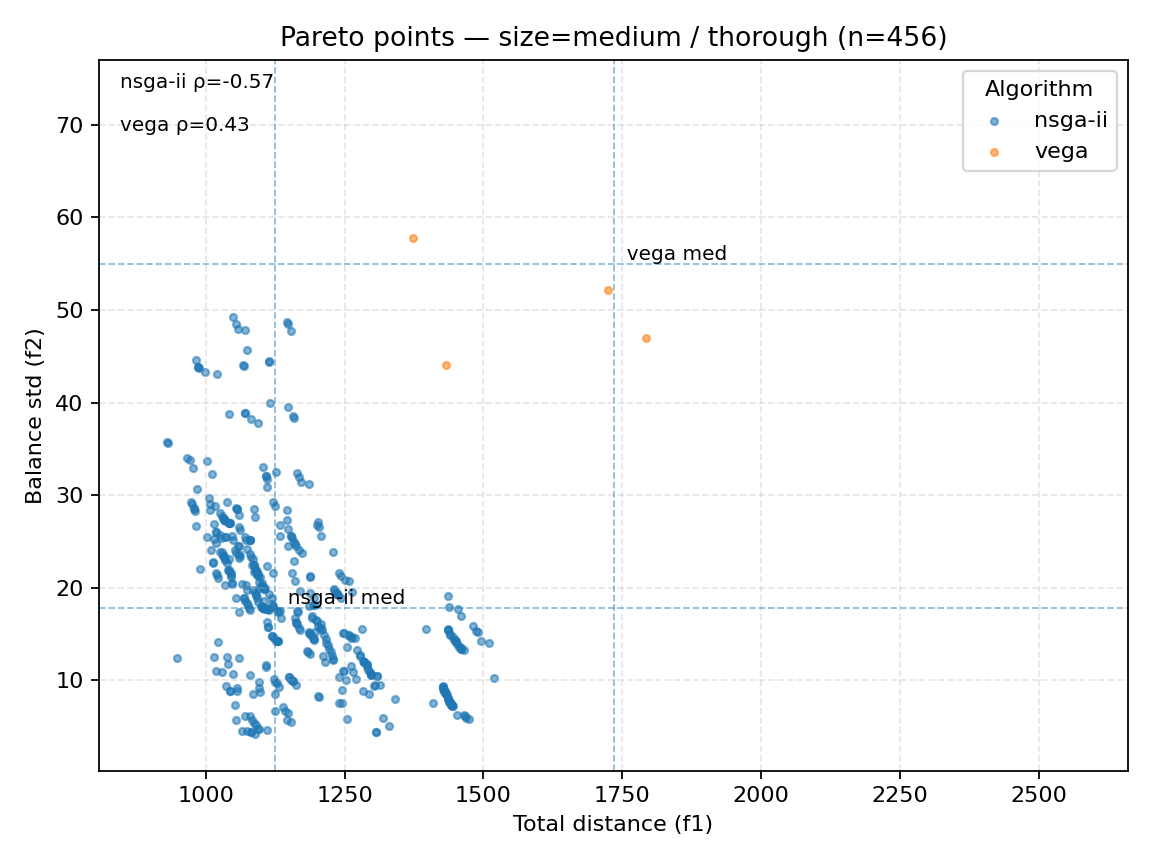 Pareto points — size=medium / thorough (n=456)
nsga-ii ρ=-0.57
vega ρ=0.43
Algorithm
nsga-ii
vega
vega med
nsga-ii med
70
60
50
40
30
20
10
Balance std (f2)
1000 1250 1500 1750 2000 2250 2500
Total distance (f1)